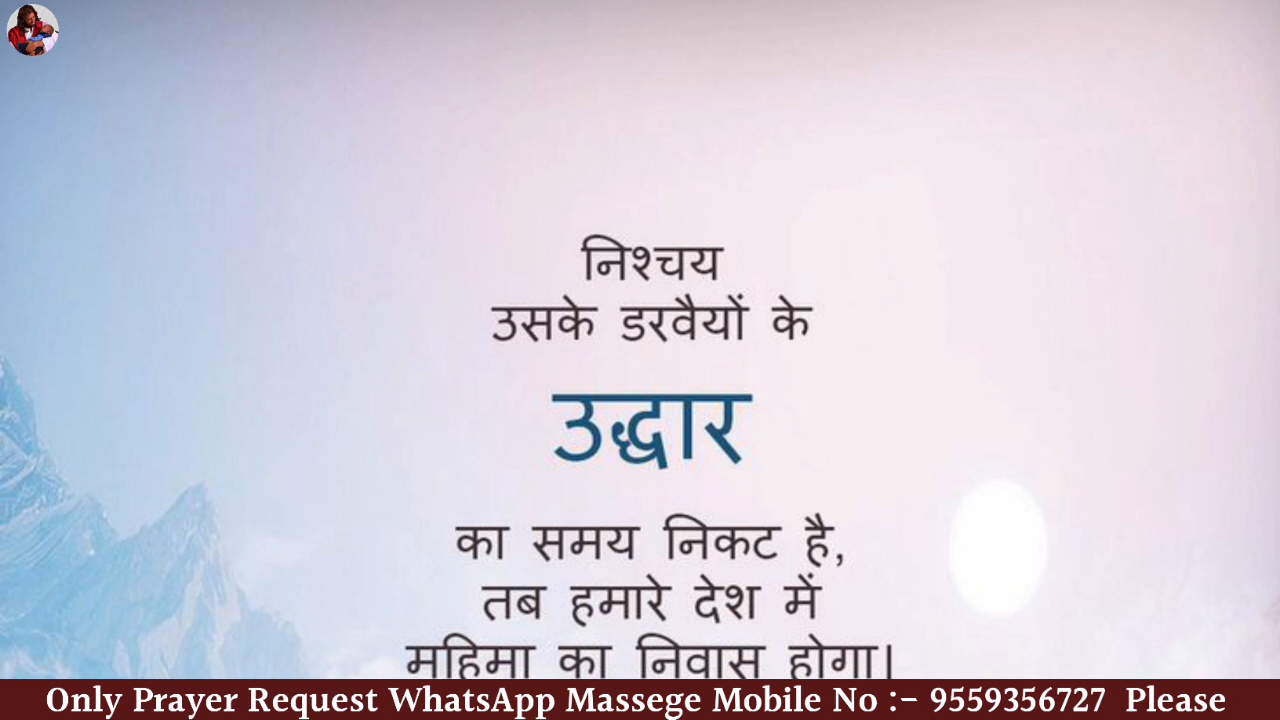 निश्चय
उसके डरवैयों के
उद्धार
का समय निकट है,
तब हमारे देश में
महिमा का निवास होगा।
Only Prayer Request WhatsApp Massege Mobile No :- 9559356727 Please